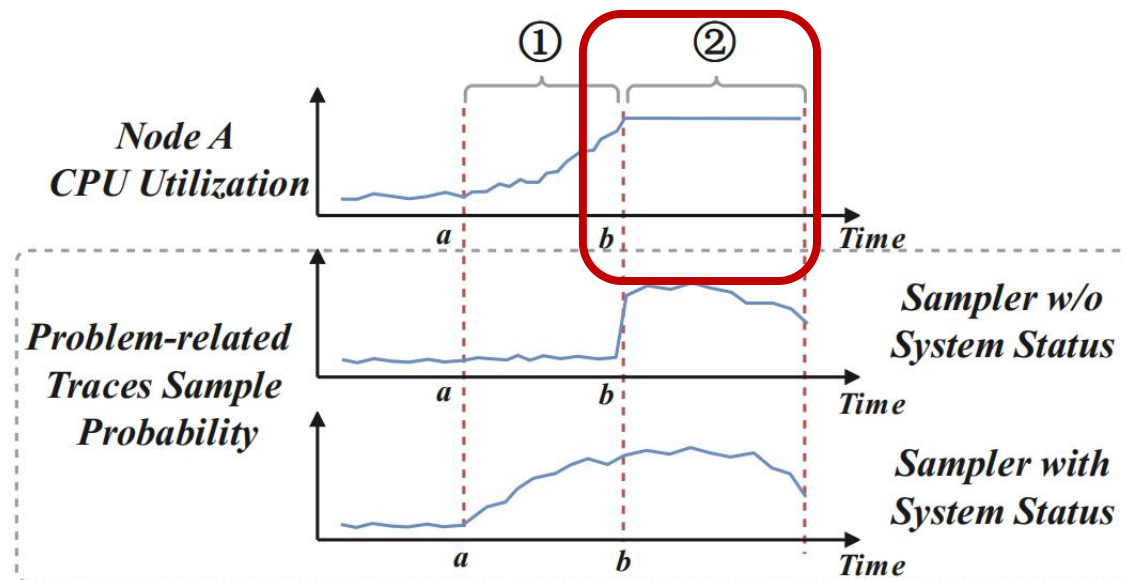 ① ②
Node A
CPU Utilization
a b Time
Problem-related
Traces Sample
Probability
Sampler w/o
System Status
a b Time
Sampler with
System Status
a b Time